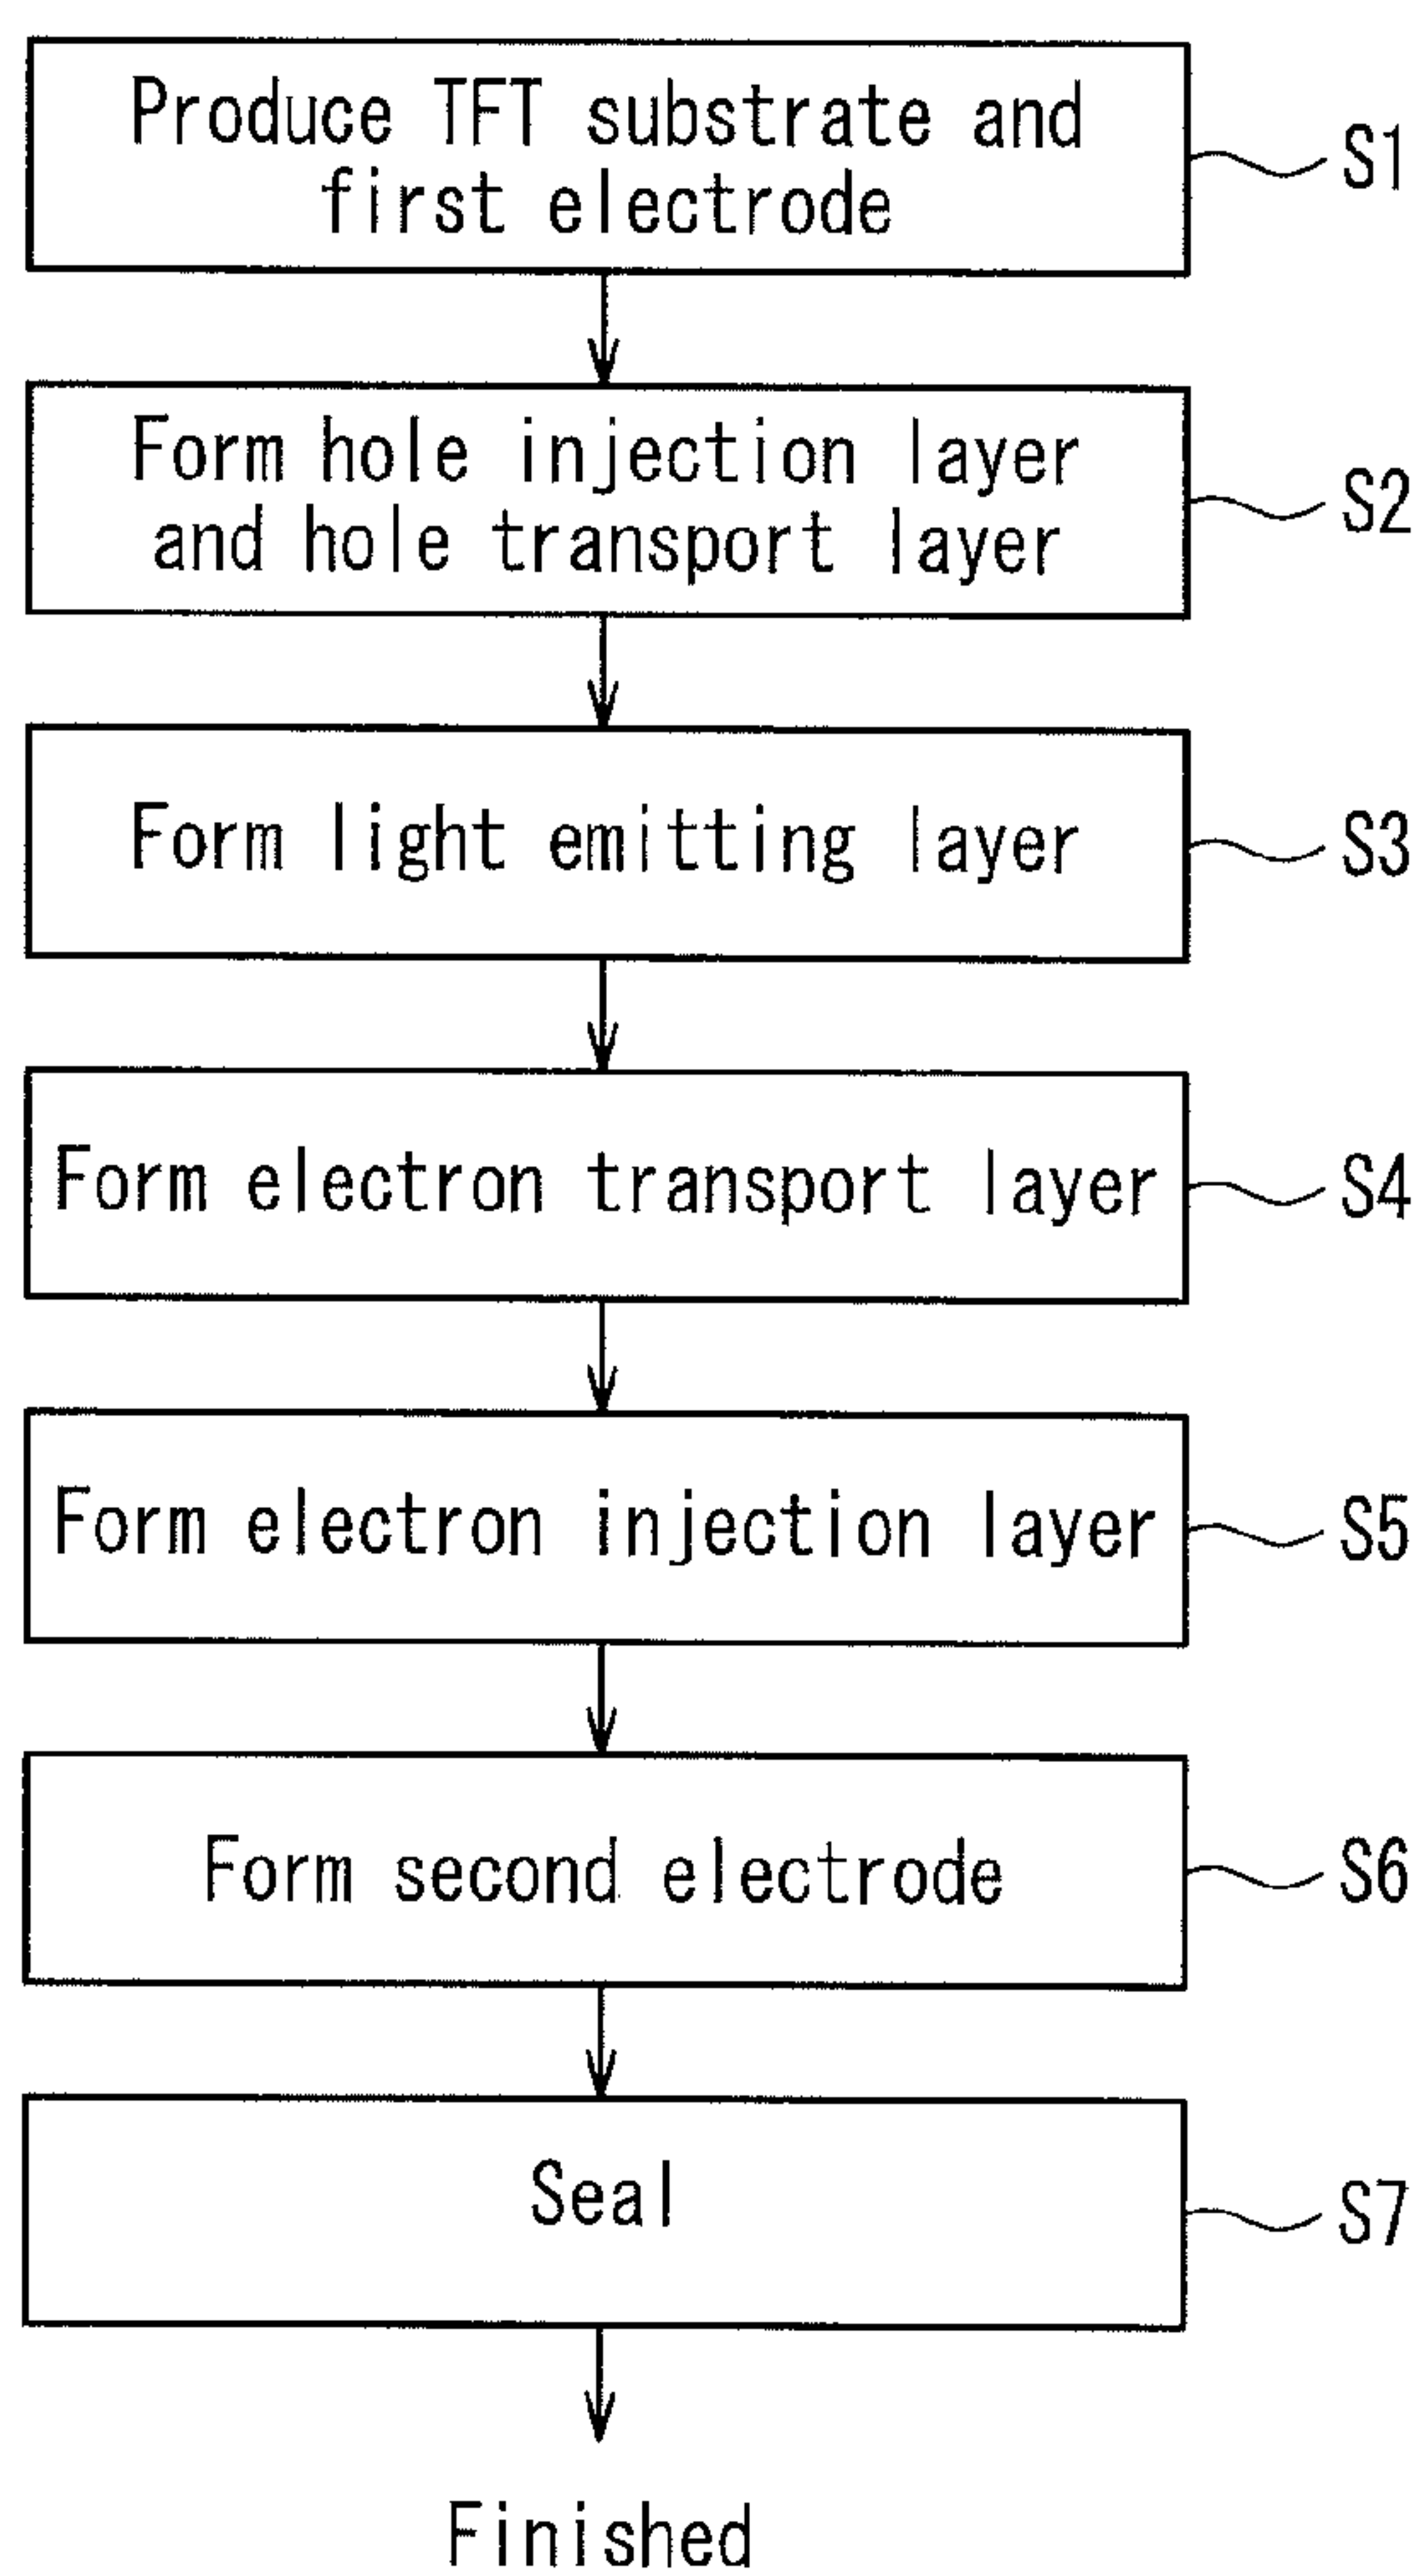 Produce TFT substrate and
first electrode
S1
Form hole injection layer
and hole transport layer
S2
Form light emitting layer
S3
Form electron transport layer
S4
Form electron injection layer
S5
Form second electrode
S6
Seal
S7
Finished